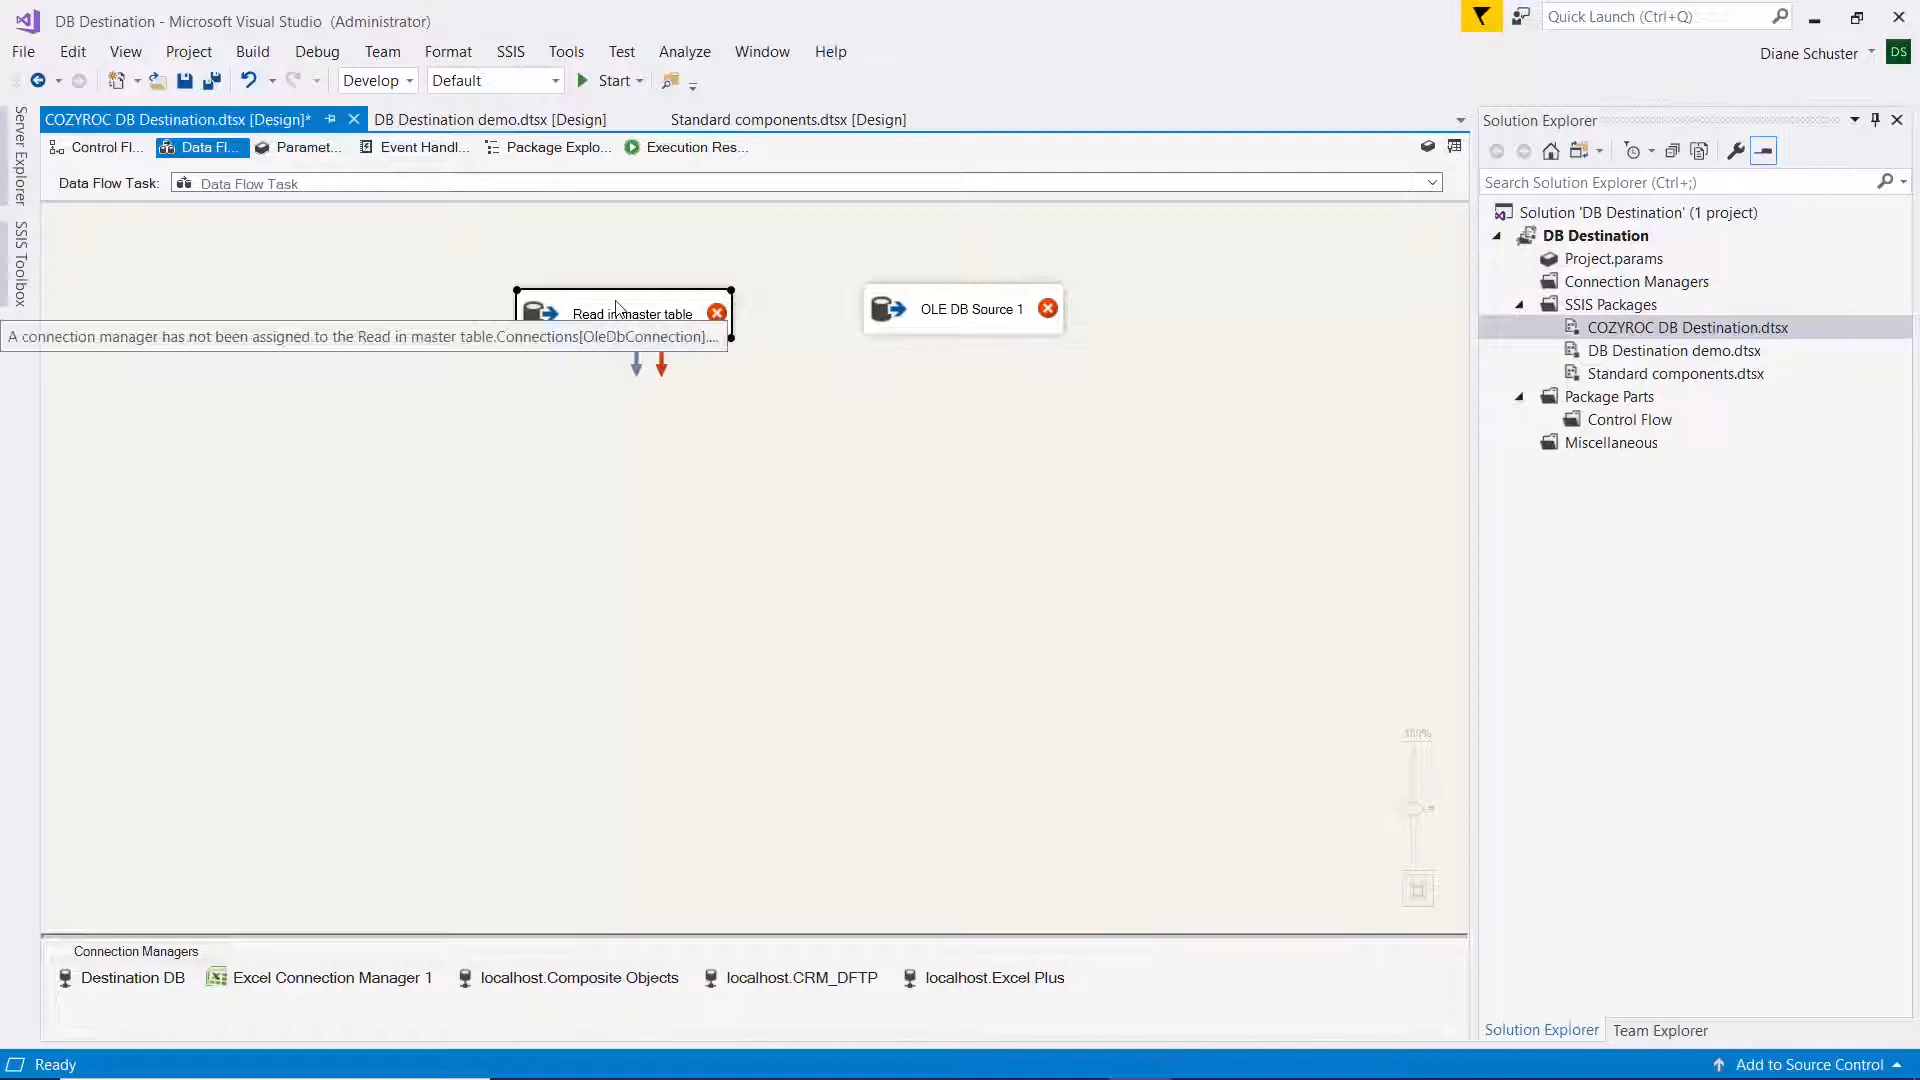 DB Destination - Microsoft Visual Studio (Administrator)
Quick Launch (Ctrl+Q)
File Edit View Project Build Debug Team Format SSIS Tools Test Analyze Window Help
Diane Schuster DS
Develop Default Start
Server Explorer
SSIS Toolbox
COZYROC DB Destination.dtsx [Design]* DB Destination demo.dtsx [Design] Standard components.dtsx [Design]
Control Fl... Data Fl... Paramet... Event Handl... Package Explo... Execution Res...
Data Flow Task: Data Flow Task
Read in master table
OLE DB Source 1
A connection manager has not been assigned to the Read in master table.Connections[OleDbConnection]....
100%
Connection Managers
Destination DB Excel Connection Manager 1 localhost.Composite Objects localhost.CRM_DFTP localhost.Excel Plus
Solution Explorer
Search Solution Explorer (Ctrl+;)
Solution 'DB Destination' (1 project)
DB Destination
Project.params
Connection Managers
SSIS Packages
COZYROC DB Destination.dtsx
DB Destination demo.dtsx
Standard components.dtsx
Package Parts
Control Flow
Miscellaneous
Solution Explorer Team Explorer
Ready
Add to Source Control